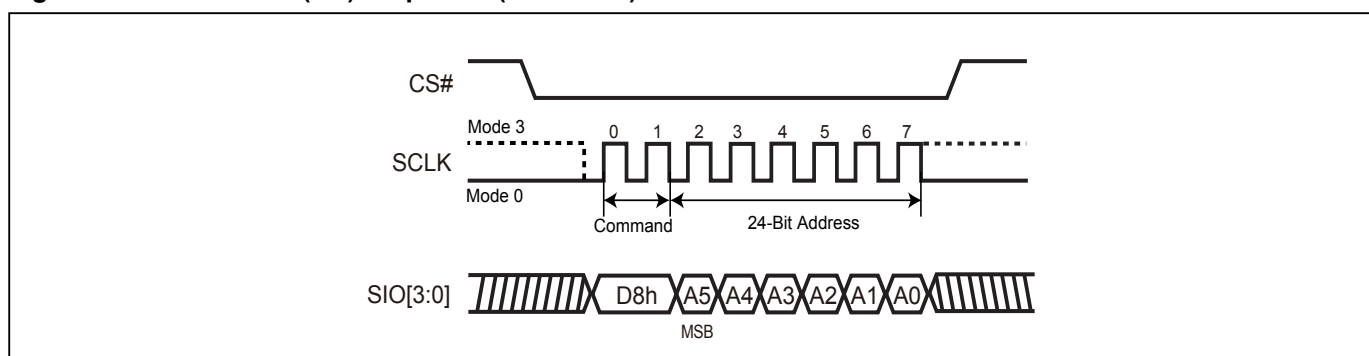 CS#
Mode 3
0 1 2 3 4 5 6 7
SCLK
Mode 0
Command
24-Bit Address
SIO[3:0]
D8h A5 A4 A3 A2 A1 A0
MSB